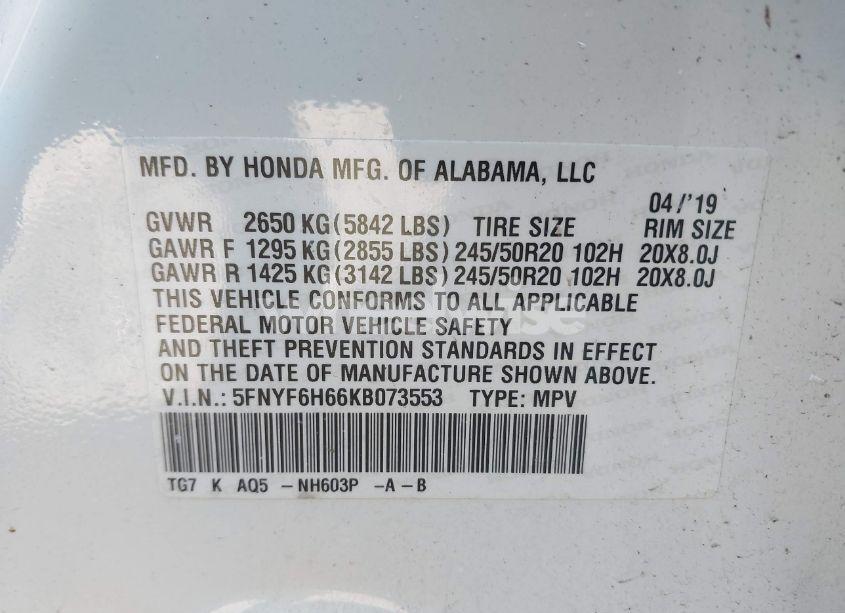 MFD. BY HONDA MFG. OF ALABAMA, LLC
04/'19
GVWR 2650 KG(5842 LBS) TIRE SIZE RIM SIZE
GAWR F 1295 KG(2855 LBS) 245/50R20 102H 20X8.0J
GAWR R 1425 KG(3142 LBS) 245/50R20 102H 20X8.0J
THIS VEHICLE CONFORMS TO ALL APPLICABLE
FEDERAL MOTOR VEHICLE SAFETY
AND THEFT PREVENTION STANDARDS IN EFFECT
ON THE DATE OF MANUFACTURE SHOWN ABOVE.
V.I.N.: 5FNYF6H66KB073553 TYPE: MPV
TG7 K AQ5 -NH603P -A-B